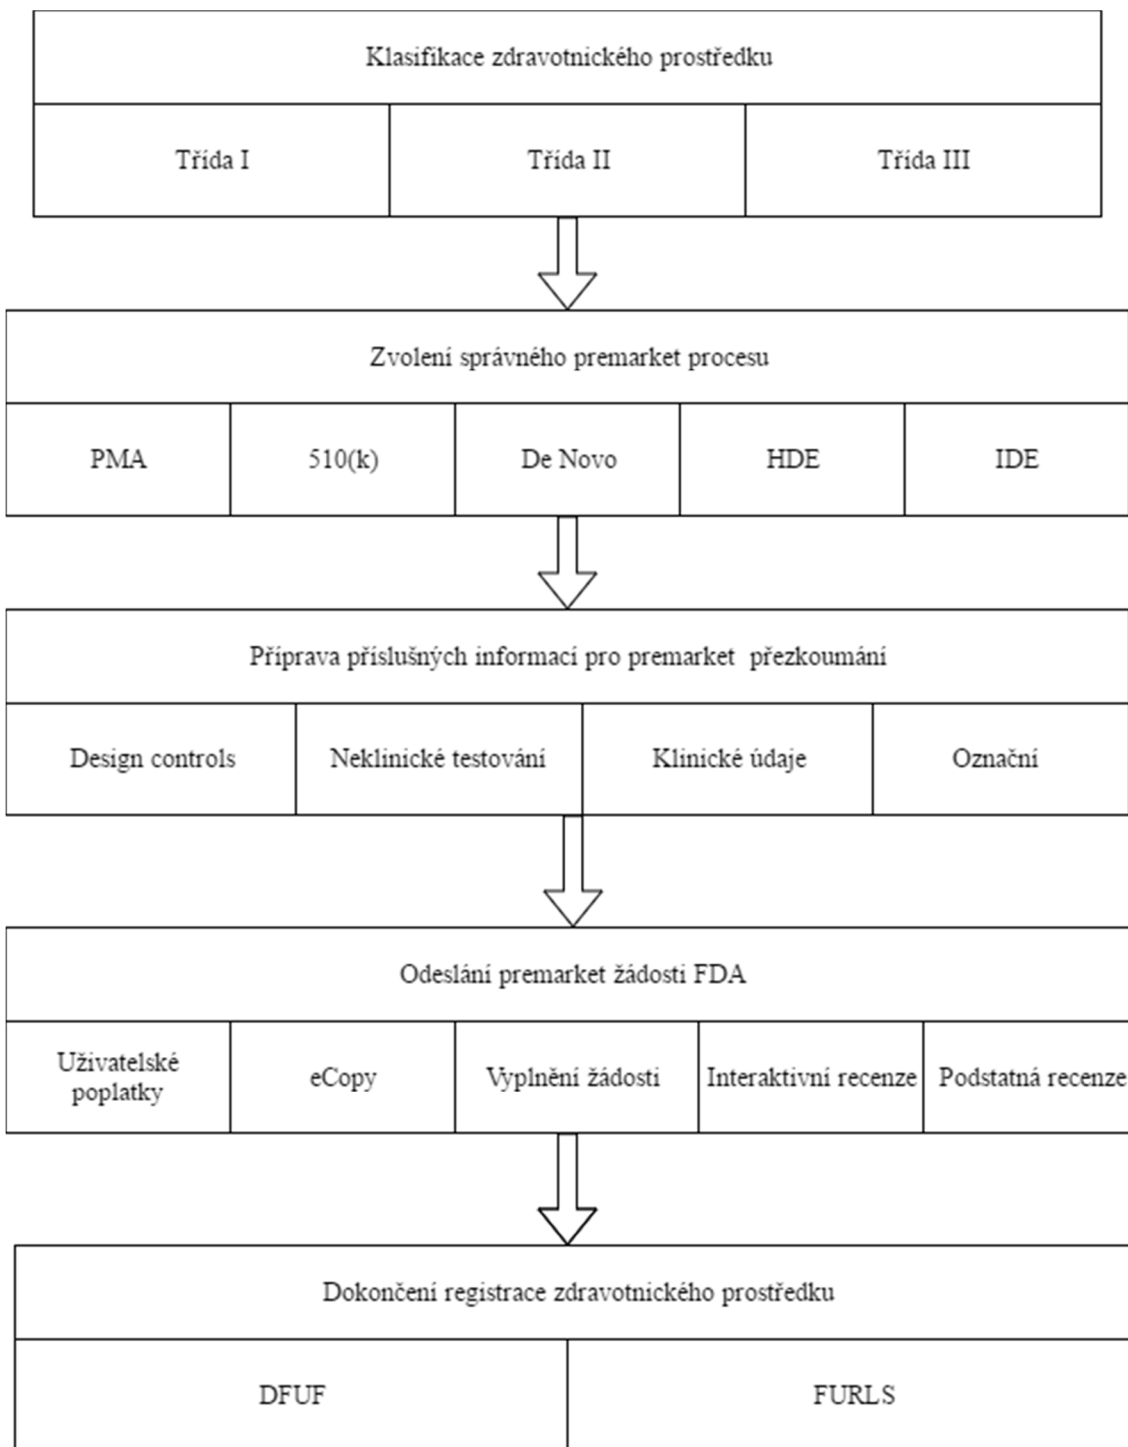 Klasifikace zdravotnického prostředku
Třída I
Třída II
Třída III
Zvolení správného premarket procesu
PMA
510(k)
De Novo
HDE
IDE
Příprava příslušných informací pro premarket přezkoumání
Design controls
Neklinické testování
Klinické údaje
Označní
Odeslání premarket žádosti FDA
Uživatelské
poplatky
eCopy
Vyplnění žádosti
Interaktivní recenze
Podstatná recenze
Dokončení registrace zdravotnického prostředku
DFUF
FURLS